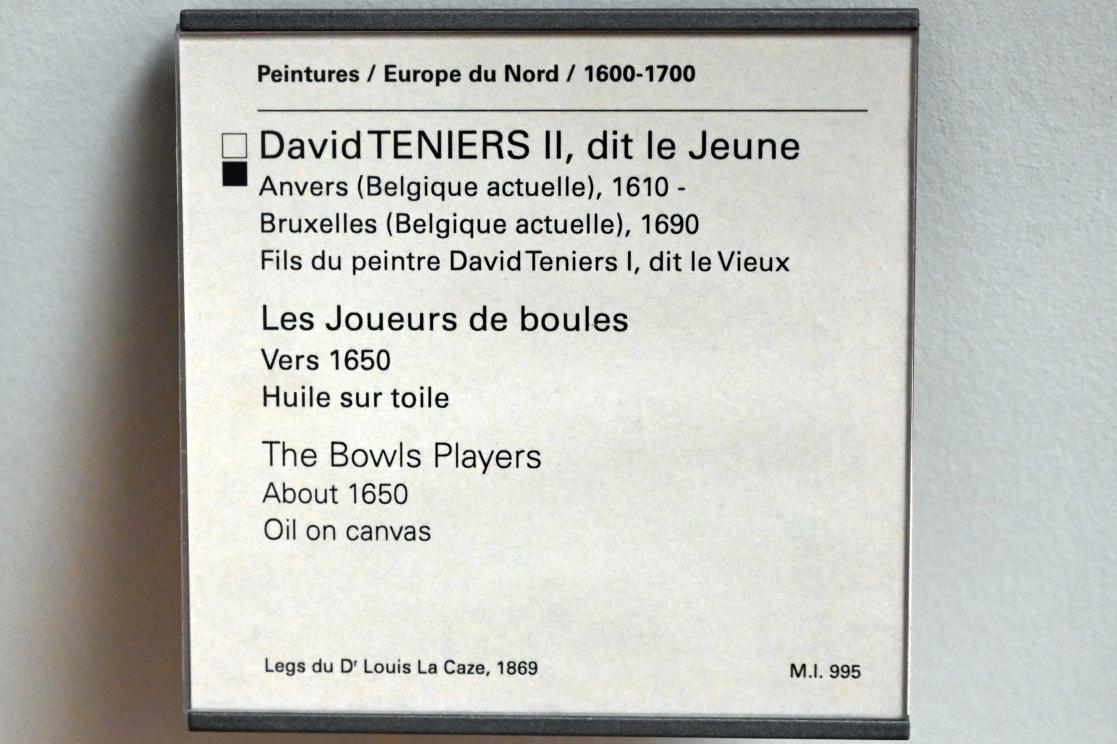 Peintures / Europe du Nord / 1600-1700
David TENIERS II, dit le Jeune
Anvers (Belgique actuelle), 1610 -
Bruxelles (Belgique actuelle), 1690
Fils du peintre David Teniers I, dit le Vieux
Les Joueurs de boules
Vers 1650
Huile sur toile
The Bowls Players
About 1650
Oil on canvas
Legs du Dʳ Louis La Caze, 1869
M.I. 995